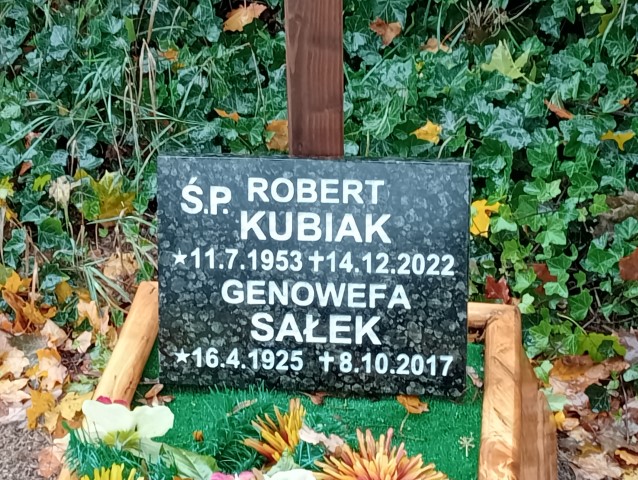 Ś.P. ROBERT
KUBIAK
★11.7.1953 ✝14.12.2022
GENOWEFA
SAŁEK
★16.4.1925 ✝8.10.2017